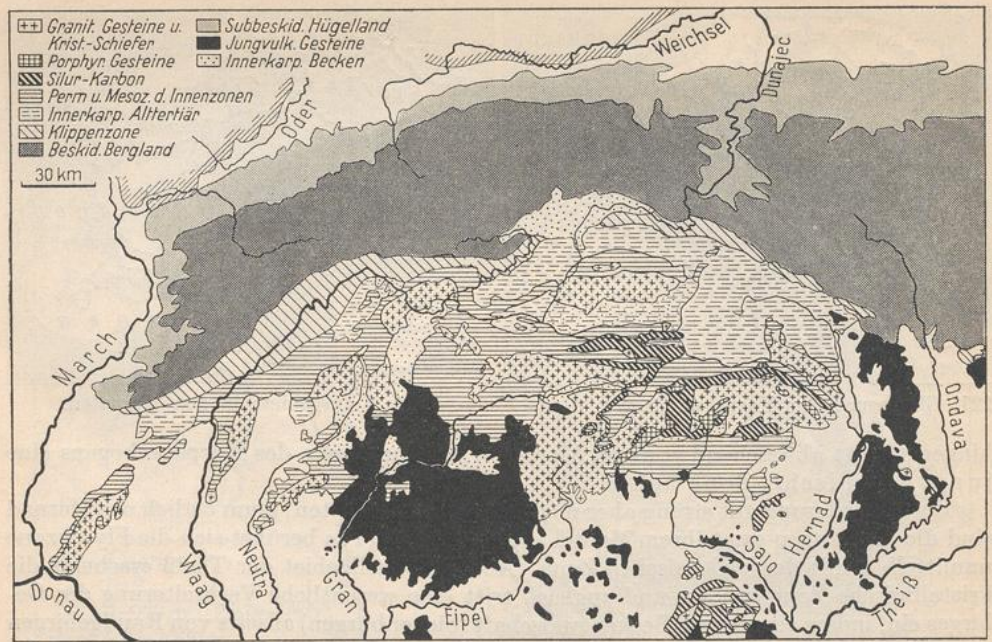 Granit. Gesteine u.
Krist.-Schiefer
Porphyr. Gesteine
Silur-Karbon
Perm u. Mesoz. d. Innenzonen
Innerkarp. Alttertiär
Klippenzone
Beskid. Bergland
30 km
Subbeskid. Hügelland
Jungvulk. Gesteine
Innerkarp. Becken
Weichsel
Dunajec
Oder
March
Ondava
Donau
Waag
Neutra
Gran
Eipel
Sajo
Hernad
Theiß